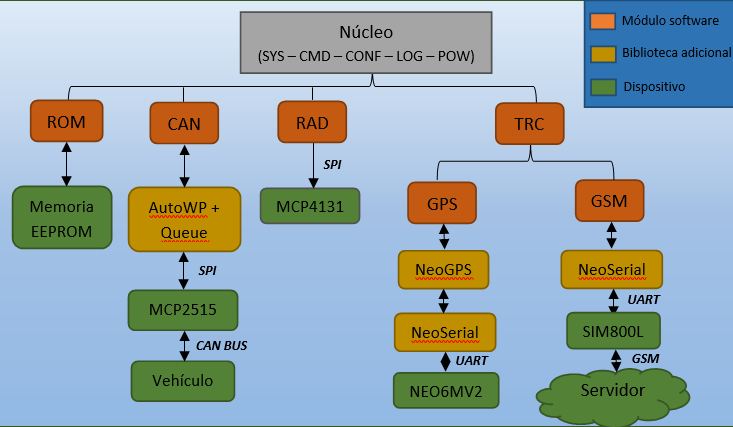 Núcleo
(SYS – CMD – CONF – LOG – POW)
Módulo software
Biblioteca adicional
Dispositivo
ROM
CAN
RAD
TRC
SPI
Memoria
EEPROM
AutoWP +
Queue
MCP4131
GPS
GSM
SPI
NeoGPS
NeoSerial
MCP2515
UART
CAN BUS
NeoSerial
SIM800L
UART
GSM
Vehículo
NEO6MV2
Servidor